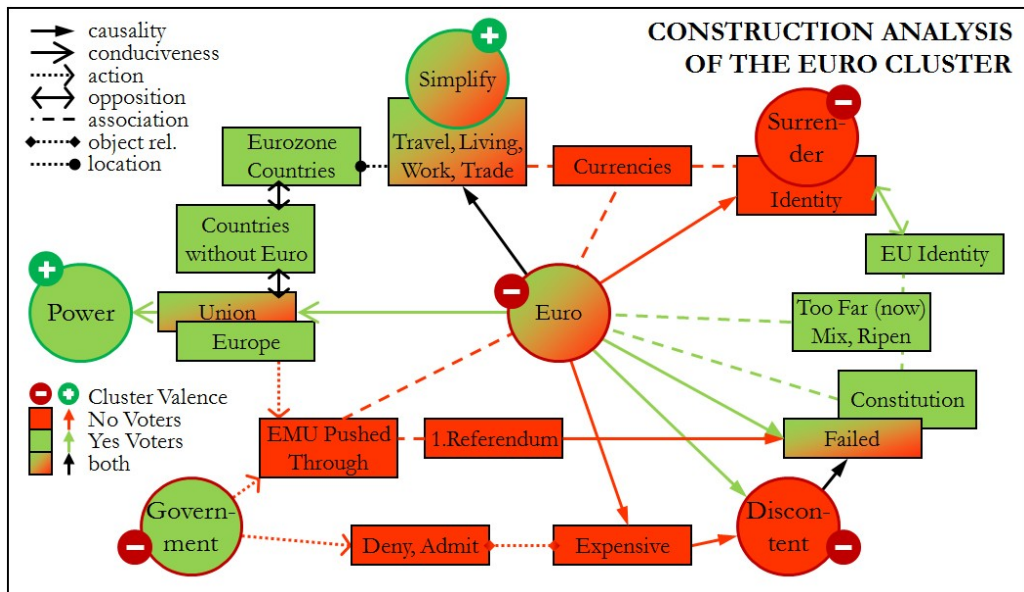 CONSTRUCTION ANALYSIS
OF THE EURO CLUSTER
causality
conduciveness
action
opposition
association
object rel.
location
Simplify
Travel, Living,
Work, Trade
Eurozone
Countries
Currencies
Surren-
der
Identity
Countries
without Euro
EU Identity
Power
Union
Europe
Euro
Too Far (now)
Mix, Ripen
Cluster Valence
No Voters
Yes Voters
both
Constitution
Failed
EMU Pushed
Through
1.Referendum
Govern-
ment
Deny, Admit
Expensive
Discon-
tent